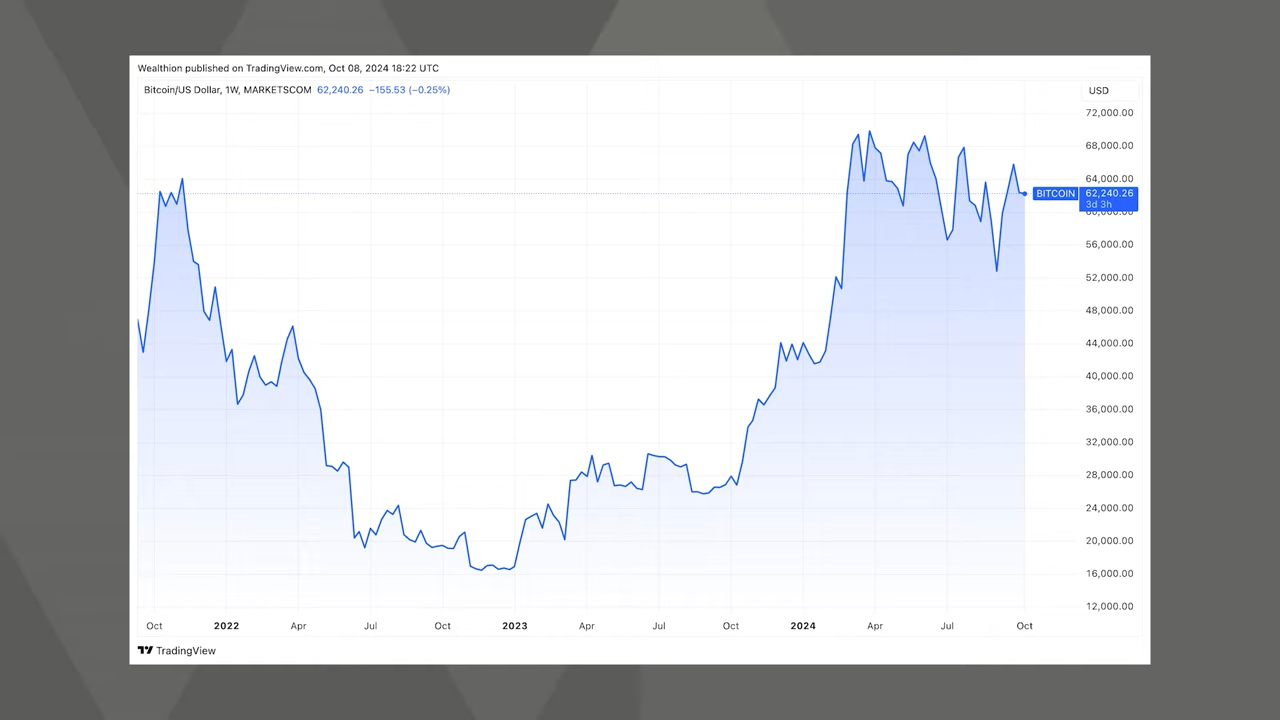 Wealthion published on TradingView.com, Oct 08, 2024 18:22 UTC
Bitcoin/US Dollar, 1W, MARKETSCOM 62,240.26 −155.53 (−0.25%)
USD
72,000.00
68,000.00
64,000.00
BITCOIN 62,240.26
3d 3h
60,000.00
56,000.00
52,000.00
48,000.00
44,000.00
40,000.00
36,000.00
32,000.00
28,000.00
24,000.00
20,000.00
16,000.00
12,000.00
Oct 2022 Apr Jul Oct 2023 Apr Jul Oct 2024 Apr Jul Oct
TradingView